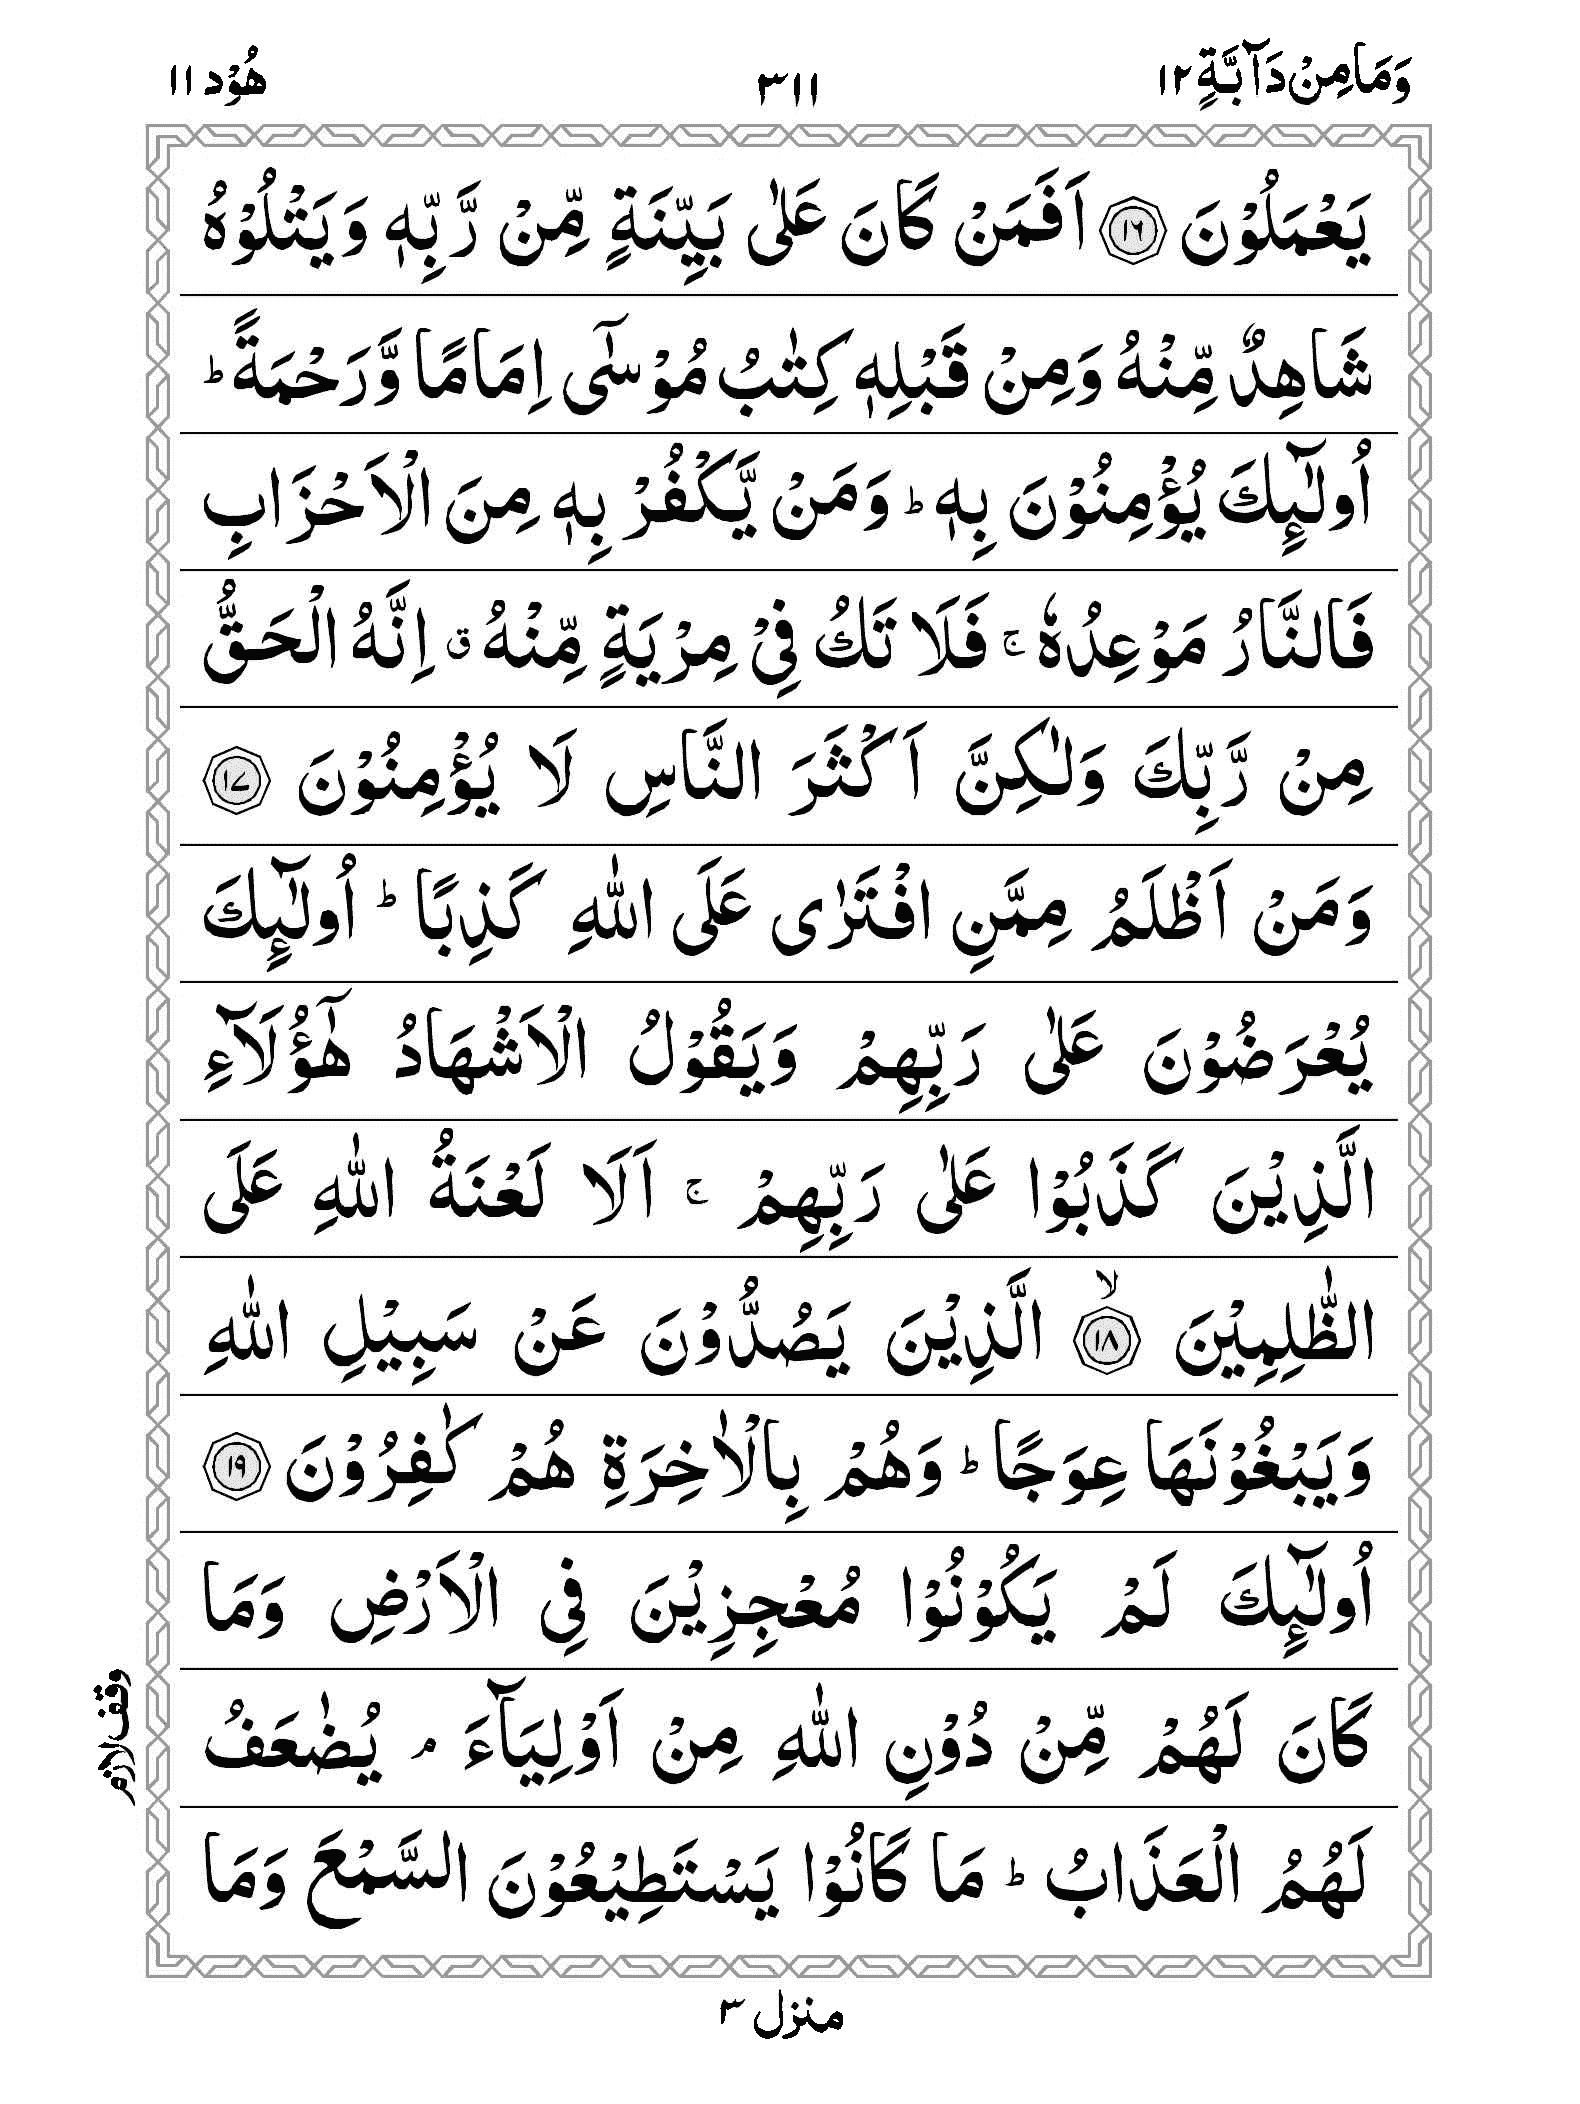 وَمَا مِنْ دَآبَّةٍ ١٢ ٣١١ هُوْد ١١
يَعْمَلُوْنَ ١٦ اَفَمَنْ كَانَ عَلٰى بَيِّنَةٍ مِّنْ رَّبِّهٖ وَيَتْلُوْهُ
شَاهِدٌ مِّنْهُ وَمِنْ قَبْلِهٖ كِتٰبُ مُوْسٰٓى اِمَامًا وَّرَحْمَةً ؕ
اُولٰٓئِكَ يُؤْمِنُوْنَ بِهٖ ؕ وَمَنْ يَّكْفُرْ بِهٖ مِنَ الْاَحْزَابِ
فَالنَّارُ مَوْعِدُهٗ ۚ فَلَا تَكُ فِيْ مِرْيَةٍ مِّنْهُ ۗ اِنَّهُ الْحَقُّ
مِنْ رَّبِّكَ وَلٰكِنَّ اَكْثَرَ النَّاسِ لَا يُؤْمِنُوْنَ ١٧
وَمَنْ اَظْلَمُ مِمَّنِ افْتَرٰى عَلَى اللّٰهِ كَذِبًا ؕ اُولٰٓئِكَ
يُعْرَضُوْنَ عَلٰى رَبِّهِمْ وَيَقُوْلُ الْاَشْهَادُ هٰٓؤُلَآءِ
الَّذِيْنَ كَذَبُوْا عَلٰى رَبِّهِمْ ۚ اَلَا لَعْنَةُ اللّٰهِ عَلَى
الظّٰلِمِيْنَ ۙ ١٨ الَّذِيْنَ يَصُدُّوْنَ عَنْ سَبِيْلِ اللّٰهِ
وَيَبْغُوْنَهَا عِوَجًا ؕ وَهُمْ بِالْاٰخِرَةِ هُمْ كٰفِرُوْنَ ١٩
اُولٰٓئِكَ لَمْ يَكُوْنُوْا مُعْجِزِيْنَ فِي الْاَرْضِ وَمَا
كَانَ لَهُمْ مِّنْ دُوْنِ اللّٰهِ مِنْ اَوْلِيَآءَ ۘ يُضٰعَفُ
وقف لازم
لَهُمُ الْعَذَابُ ؕ مَا كَانُوْا يَسْتَطِيْعُوْنَ السَّمْعَ وَمَا
منزل ٣